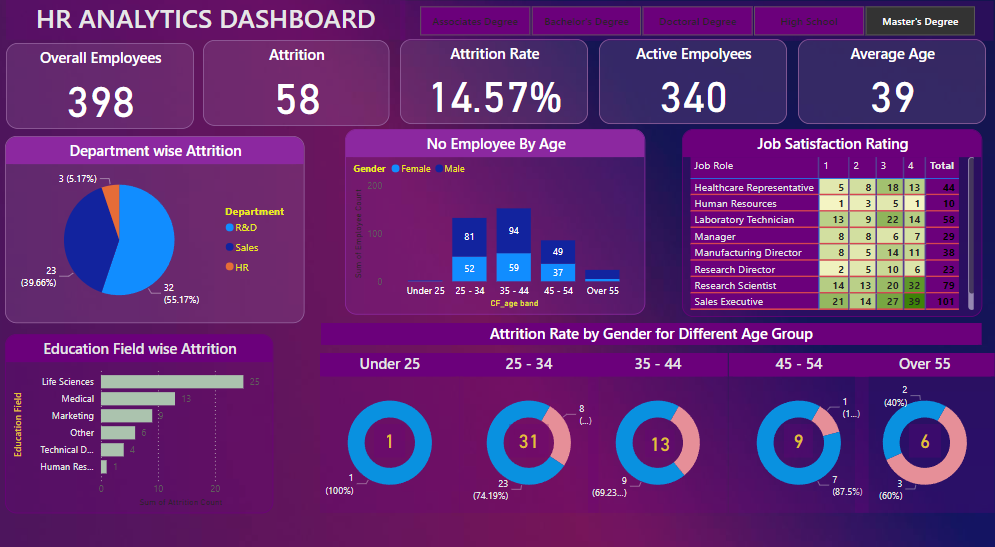 HR ANALYTICS DASHBOARD
Associates Degree
Bachelor's Degree
Doctoral Degree
High School
Master's Degree
Overall Employees
398
Attrition
58
Attrition Rate
14.57%
Active Empolyees
340
Average Age
39
Department wise Attrition
3 (5.17%)
23
(39.66%)
32
(55.17%)
Department
R&D
Sales
HR
No Employee By Age
Gender Female Male
Sum of Employee Count
200
100
0
81
52
94
59
49
37
Under 25 25 - 34 35 - 44 45 - 54 Over 55
CF_age band
Job Satisfaction Rating
Job Role 1 2 3 4 Total
Healthcare Representative 5 8 18 13 44
Human Resources 1 3 5 1 10
Laboratory Technician 13 9 22 14 58
Manager 8 8 6 7 29
Manufacturing Director 8 5 14 11 38
Research Director 2 5 10 6 23
Research Scientist 14 13 20 32 79
Sales Executive 21 14 27 39 101
Education Field wise Attrition
Education Field
Life Sciences 25
Medical 13
Marketing 9
Other 6
Technical D... 4
Human Res... 1
0 10 20
Attrition Rate by Gender for Different Age Group
Under 25
25 - 34
35 - 44
45 - 54
Over 55
1
1
(100%)
31
8
(...)
23
(74.19%)
13
9
(69.23...)
9
1
(1...)
7
(87.5%)
6
2
(40%)
3
(60%)